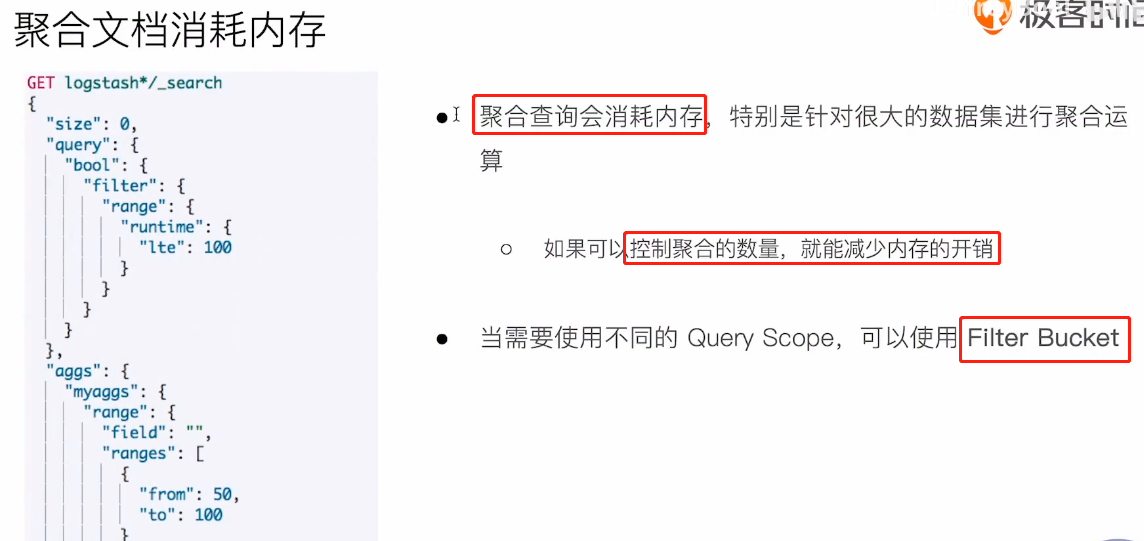 聚合文档消耗内存
极客时间
GET logstash*/_search
{
"size": 0,
"query": {
"bool": {
"filter": {
"range": {
"runtime": {
"lte": 100
}
}
}
}
},
"aggs": {
"myaggs": {
"range": {
"field": "",
"ranges": [
{
"from": 50,
"to": 100
}
● 聚合查询会消耗内存，特别是针对很大的数据集进行聚合运
算
○ 如果可以控制聚合的数量，就能减少内存的开销
● 当需要使用不同的 Query Scope，可以使用 Filter Bucket